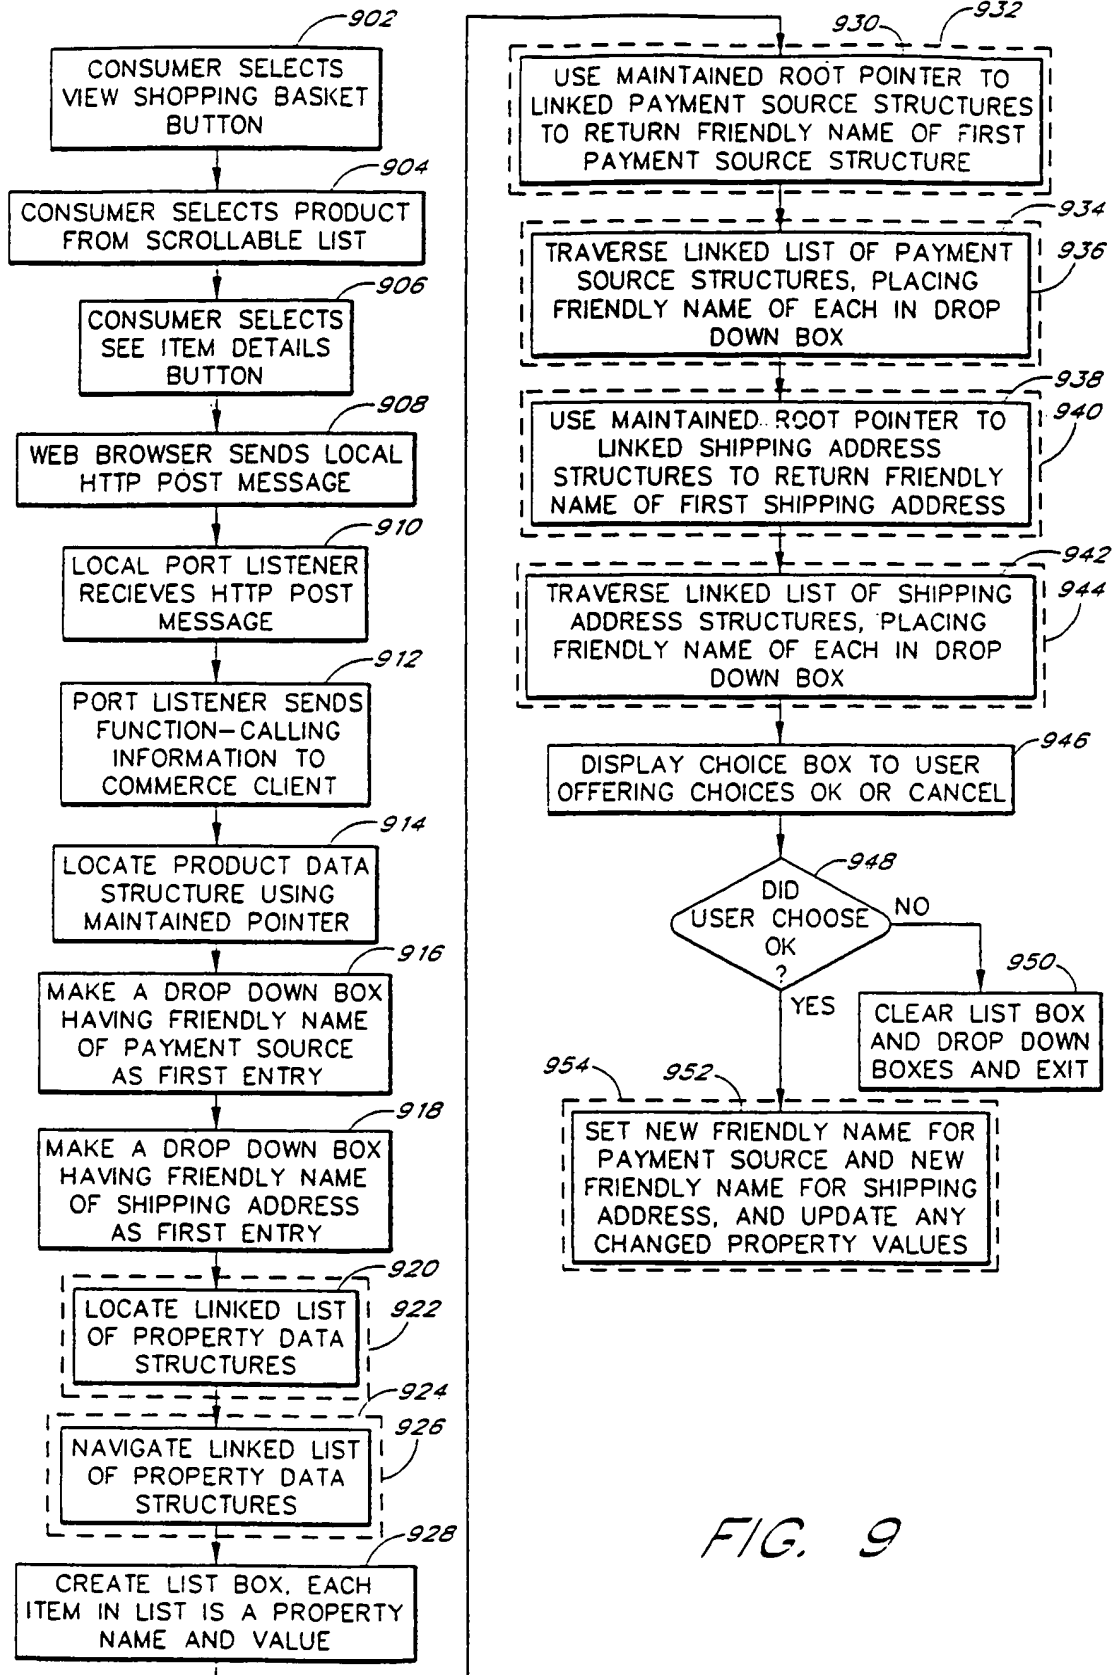 902
CONSUMER SELECTS
VIEW SHOPPING BASKET
BUTTON
904
CONSUMER SELECTS PRODUCT
FROM SCROLLABLE LIST
906
CONSUMER SELECTS
SEE ITEM DETAILS
BUTTON
908
WEB BROWSER SENDS LOCAL
HTTP POST MESSAGE
910
LOCAL PORT LISTENER
RECIEVES HTTP POST
MESSAGE
912
PORT LISTENER SENDS
FUNCTION-CALLING
INFORMATION TO
COMMERCE CLIENT
914
LOCATE PRODUCT DATA
STRUCTURE USING
MAINTAINED POINTER
916
MAKE A DROP DOWN BOX
HAVING FRIENDLY NAME
OF PAYMENT SOURCE
AS FIRST ENTRY
918
MAKE A DROP DOWN BOX
HAVING FRIENDLY NAME
OF SHIPPING ADDRESS
AS FIRST ENTRY
920
922
LOCATE LINKED LIST
OF PROPERTY DATA
STRUCTURES
924
926
NAVIGATE LINKED LIST
OF PROPERTY DATA
STRUCTURES
928
CREATE LIST BOX, EACH
ITEM IN LIST IS A PROPERTY
NAME AND VALUE
930
932
USE MAINTAINED ROOT POINTER TO
LINKED PAYMENT SOURCE STRUCTURES
TO RETURN FRIENDLY NAME OF FIRST
PAYMENT SOURCE STRUCTURE
934
936
TRAVERSE LINKED LIST OF PAYMENT
SOURCE STRUCTURES, PLACING
FRIENDLY NAME OF EACH IN DROP
DOWN BOX
938
940
USE MAINTAINED ROOT POINTER TO
LINKED SHIPPING ADDRESS
STRUCTURES TO RETURN FRIENDLY
NAME OF FIRST SHIPPING ADDRESS
942
944
TRAVERSE LINKED LIST OF SHIPPING
ADDRESS STRUCTURES, PLACING
FRIENDLY NAME OF EACH IN DROP
DOWN BOX
946
DISPLAY CHOICE BOX TO USER
OFFERING CHOICES OK OR CANCEL
948
DID
USER CHOOSE
OK
?
NO
YES
950
CLEAR LIST BOX
AND DROP DOWN
BOXES AND EXIT
954
952
SET NEW FRIENDLY NAME FOR
PAYMENT SOURCE AND NEW
FRIENDLY NAME FOR SHIPPING
ADDRESS, AND UPDATE ANY
CHANGED PROPERTY VALUES
FIG. 9